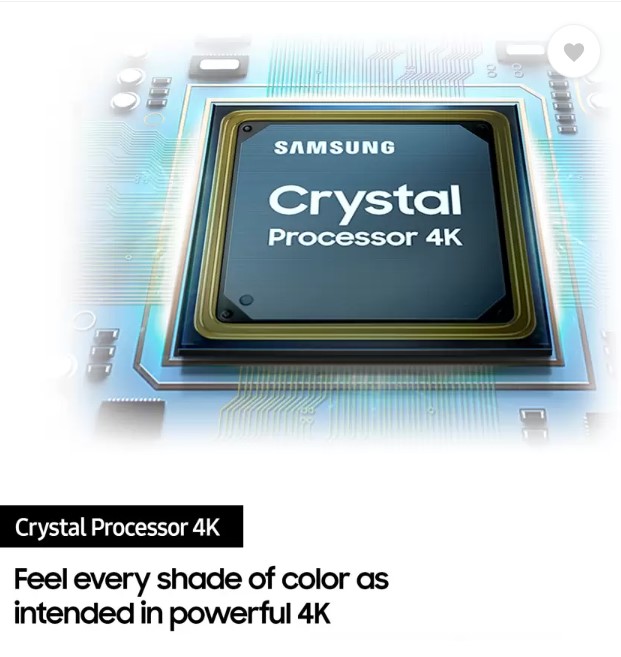 SAMSUNG
Crystal
Processor 4K
Crystal Processor 4K
Feel every shade of color as
intended in powerful 4K